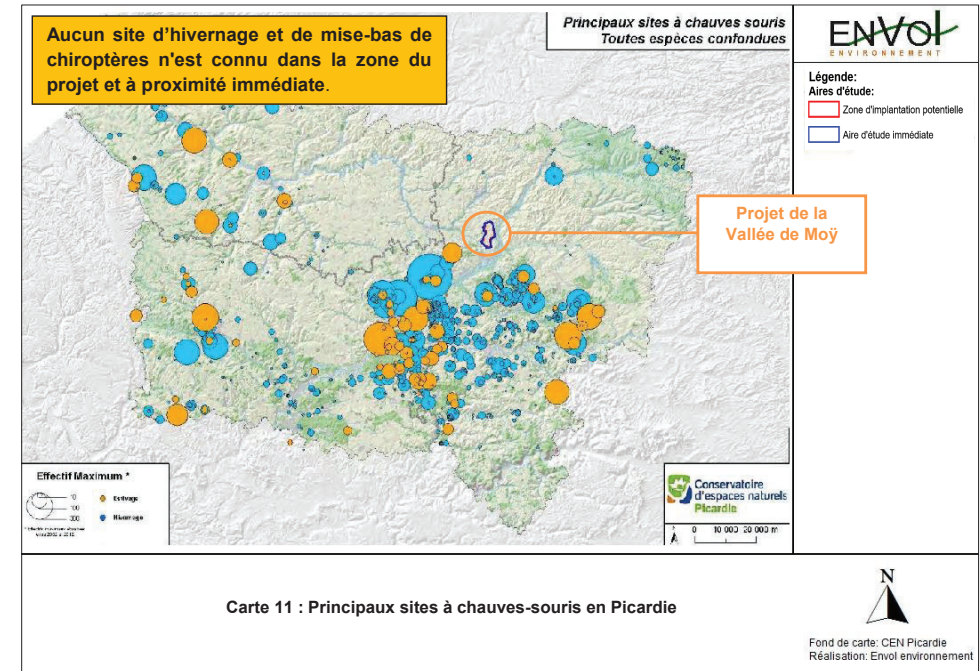 Aucun site d'hivernage et de mise-bas de
chiroptères n'est connu dans la zone du
projet et à proximité immédiate.
Principaux sites à chauves souris
Toutes espèces confondues
ENVOL
ENVIRONNEMENT
Légende:
Aires d'étude:
Zone d'implantation potentielle
Aire d'étude immédiate
Projet de la
Vallée de Moÿ
Effectif Maximum *
10
100
300
Estivage
Hivernage
Conservatoire
d'espaces naturels
Picardie
0 10 000 20 000 m
Carte 11 : Principaux sites à chauves-souris en Picardie
N
Fond de carte: CEN Picardie
Réalisation: Envol environnement